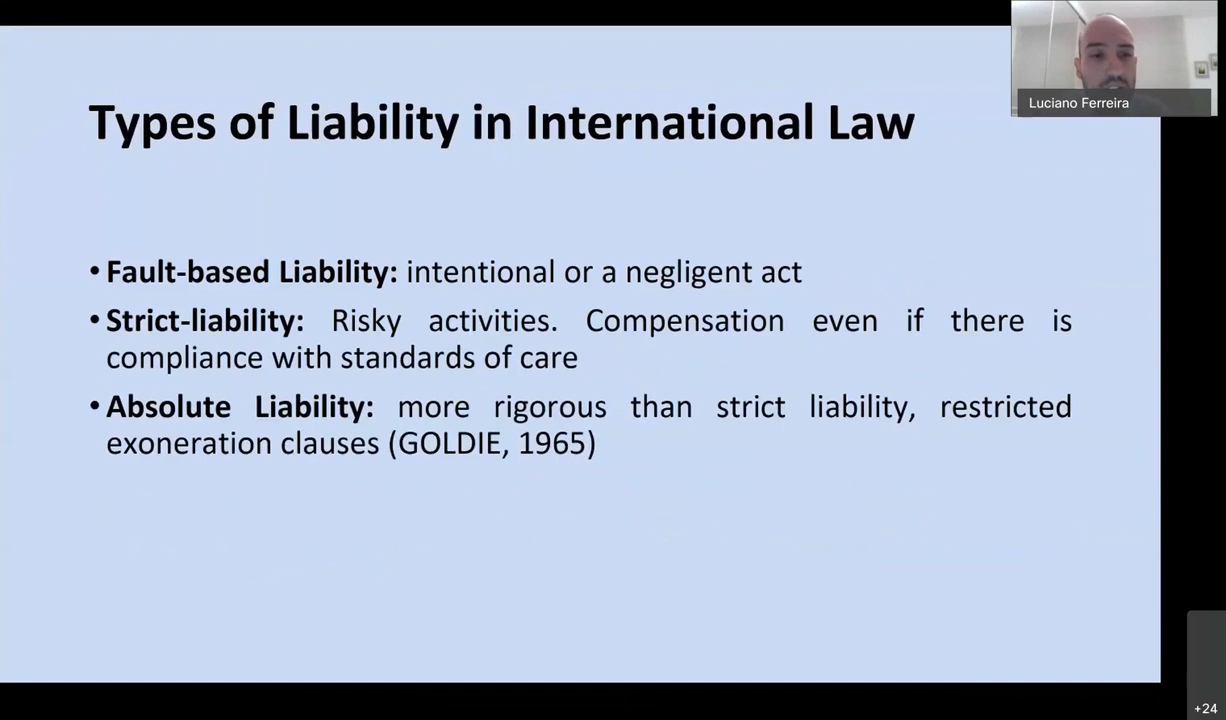 Luciano Ferreira
Types of Liability in International Law
• Fault-based Liability: intentional or a negligent act
• Strict-liability: Risky activities. Compensation even if there is
compliance with standards of care
• Absolute Liability: more rigorous than strict liability, restricted
exoneration clauses (GOLDIE, 1965)
+24